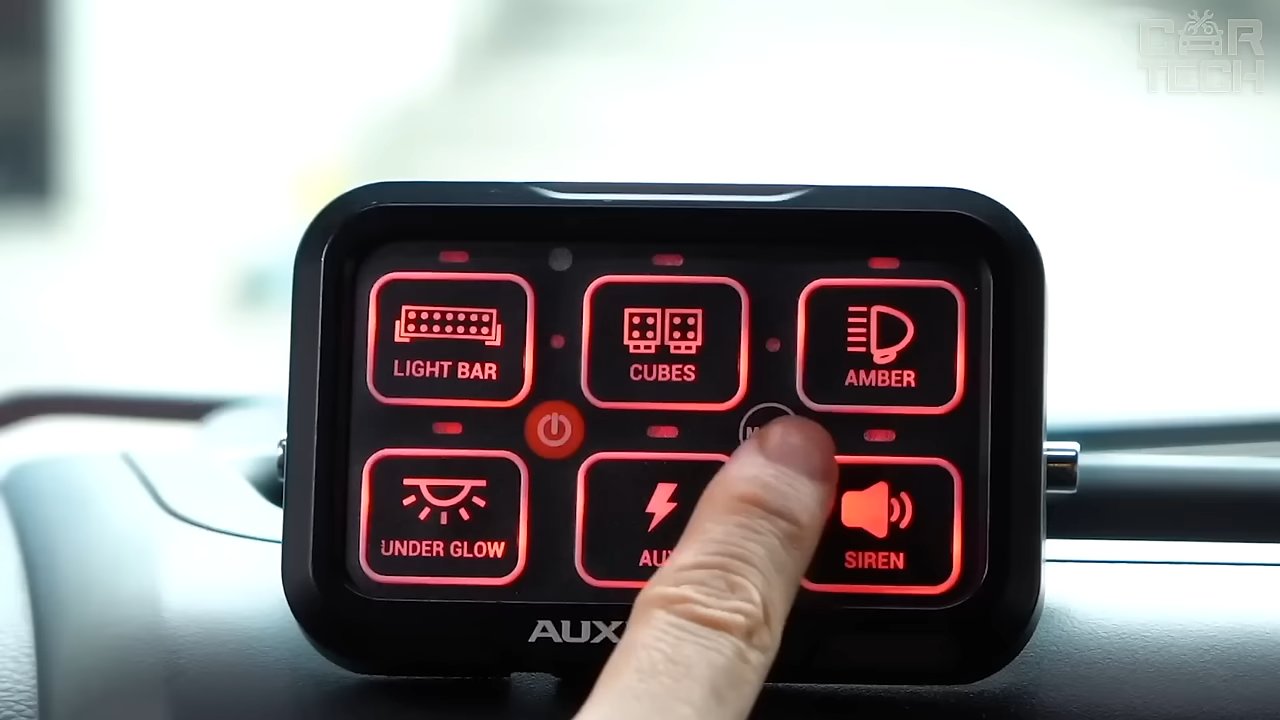 CAR
TECH
LIGHT BAR
CUBES
AMBER
UNDER GLOW
SIREN